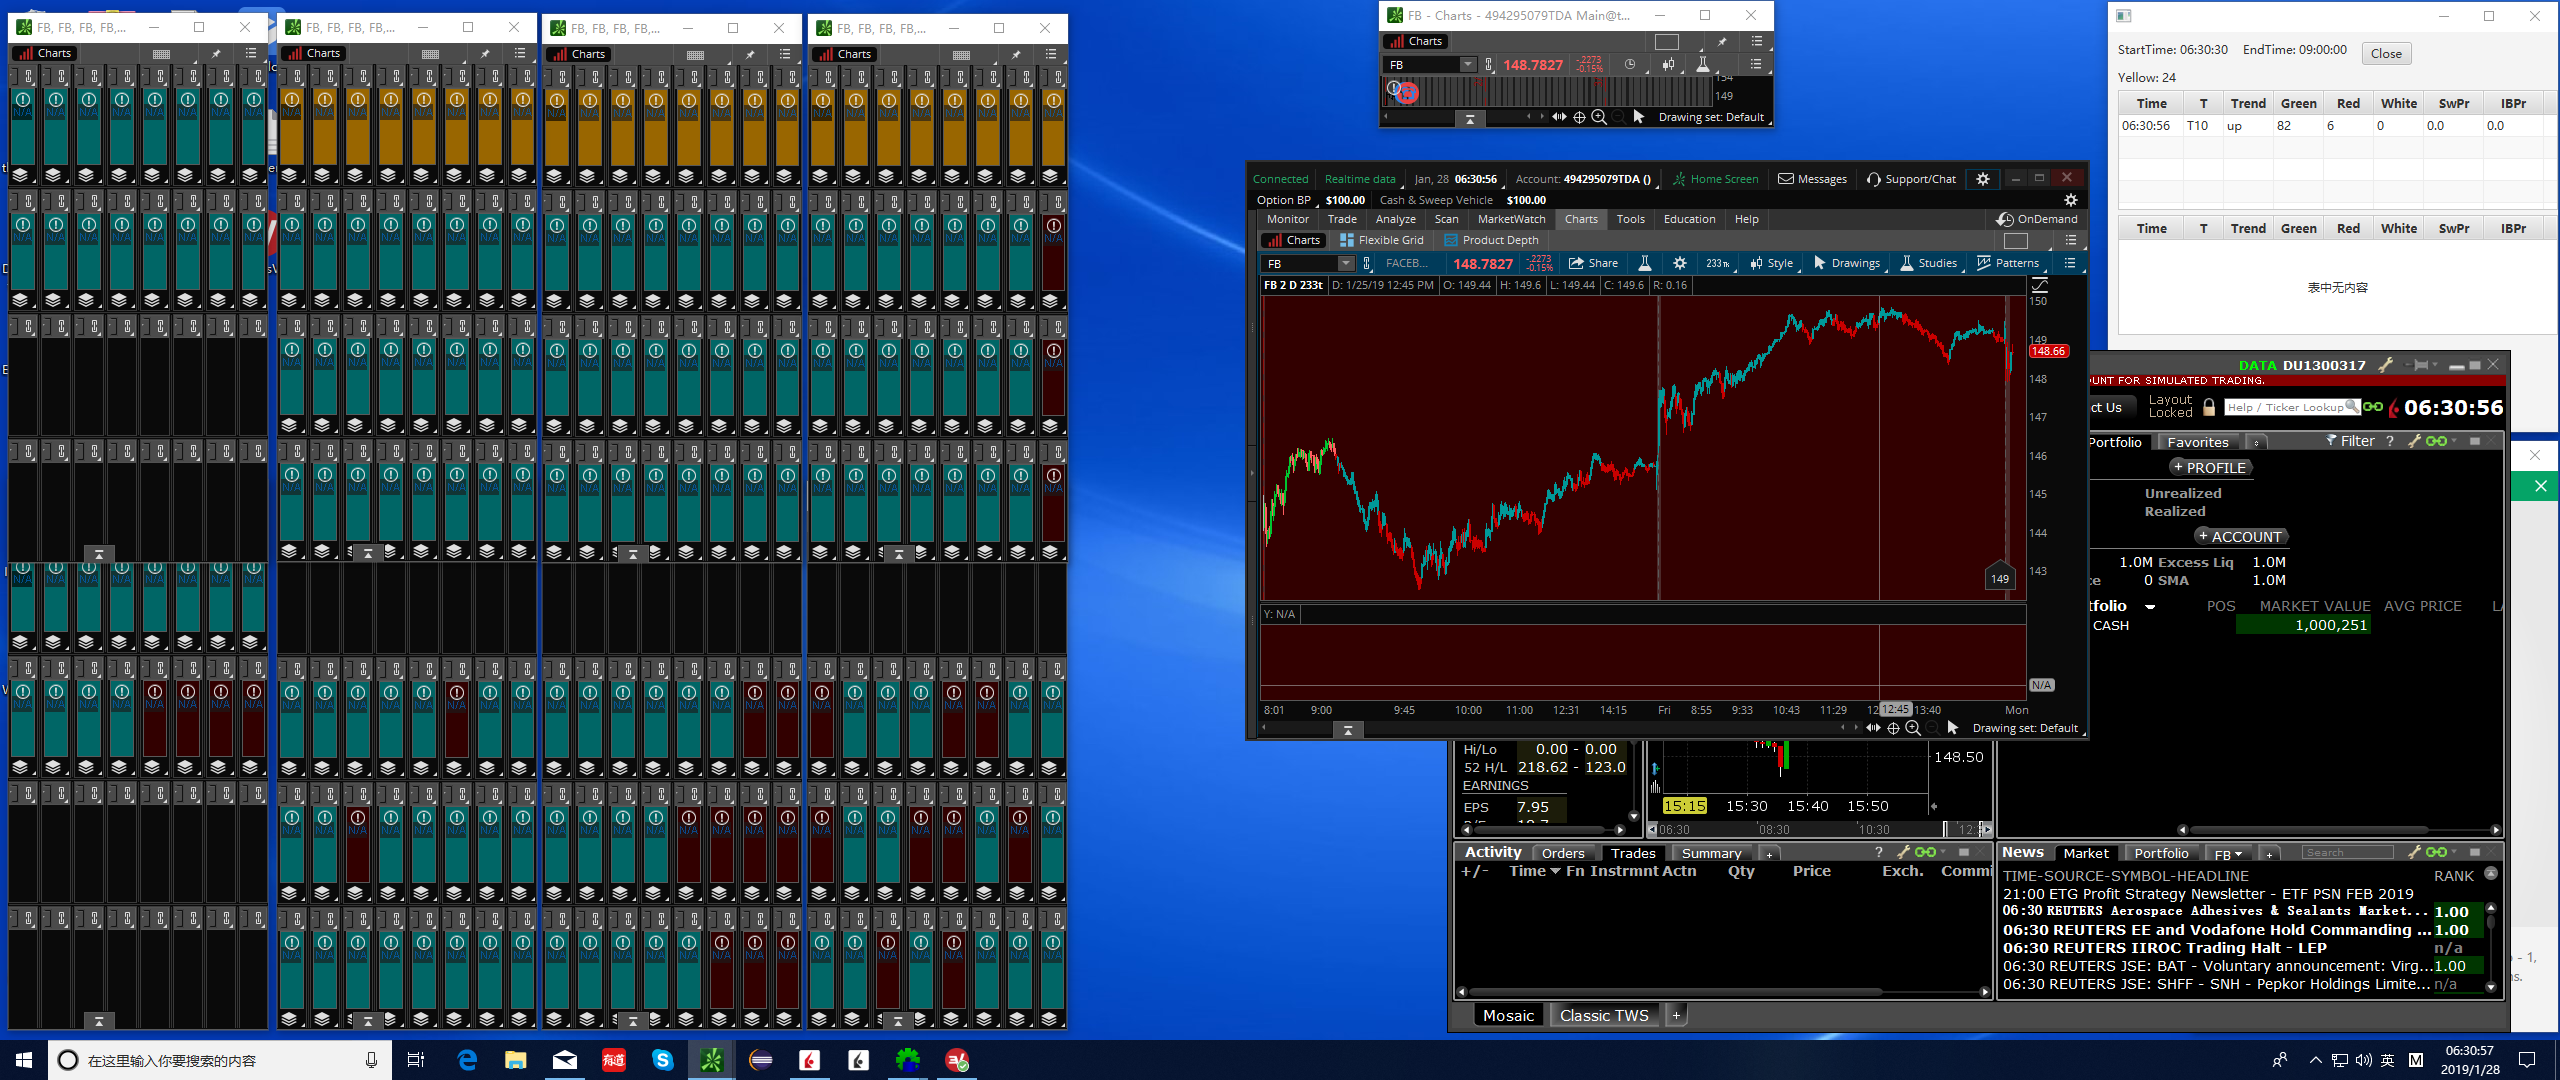 FB, FB, FB, FB,...
Charts
FB, FB, FB, FB,...
Charts
FB, FB, FB, FB,...
Charts
FB, FB, FB, FB,...
Charts
N/A
FB - Charts - 494295079TDA Main@t...
Charts
FB 148.7827 -.2273 -0.15%
154
149
Drawing set: Default
StartTime: 06:30:30 EndTime: 09:00:00 Close
Yellow: 24
Time T Trend Green Red White SwPr IBPr
06:30:56 T10 up 82 6 0 0.0 0.0
Time T Trend Green Red White SwPr IBPr
表中无内容
Connected Realtime data Jan, 28 06:30:56 Account: 494295079TDA () Home Screen Messages Support/Chat
Option BP $100.00 Cash & Sweep Vehicle $100.00
Monitor Trade Analyze Scan MarketWatch Charts Tools Education Help OnDemand
Charts Flexible Grid Product Depth
FB FACEB... 148.7827 -.2273 -0.15% Share 233Tk Style Drawings Studies Patterns
FB 2 D 233t D: 1/25/19 12:45 PM O: 149.44 H: 149.6 L: 149.44 C: 149.6 R: 0.16
150
149
148.66
148
147
146
145
144
143
149
Y: N/A
N/A
8:01 9:00 9:45 10:00 11:00 12:31 14:15 Fri 8:55 9:33 10:43 11:29 12:45 13:40 Mon
Drawing set: Default
DATA DU1300317
OUNT FOR SIMULATED TRADING.
ct Us Layout Locked Help / Ticker Lookup 06:30:56
Portfolio Favorites Filter ?
+ PROFILE
Unrealized
Realized
+ ACCOUNT
1.0M Excess Liq 1.0M
ce 0 SMA 1.0M
tfolio POS MARKET VALUE AVG PRICE
CASH 1,000,251
Hi/Lo 0.00 - 0.00
52 H/L 218.62 - 123.0
EARNINGS
EPS 7.95
148.50
15:15 15:30 15:40 15:50
06:30 08:30 10:30
Activity Orders Trades Summary + ?
+/- Time Fn Instrmnt Actn Qty Price Exch. Commi
News Market Portfolio FB + Search
TIME-SOURCE-SYMBOL-HEADLINE RANK
21:00 ETG Profit Strategy Newsletter - ETF PSN FEB 2019
06:30 REUTERS Aerospace Adhesives & Sealants Market... 1.00
06:30 REUTERS EE and Vodafone Hold Commanding ... 1.00
06:30 REUTERS IIROC Trading Halt - LEP n/a
06:30 REUTERS JSE: BAT - Voluntary announcement: Virg... 1.00
06:30 REUTERS JSE: SHFF - SNH - Pepkor Holdings Limite... n/a
Mosaic Classic TWS +
在这里输入你要搜索的内容
有道
英
M
06:30:57
2019/1/28